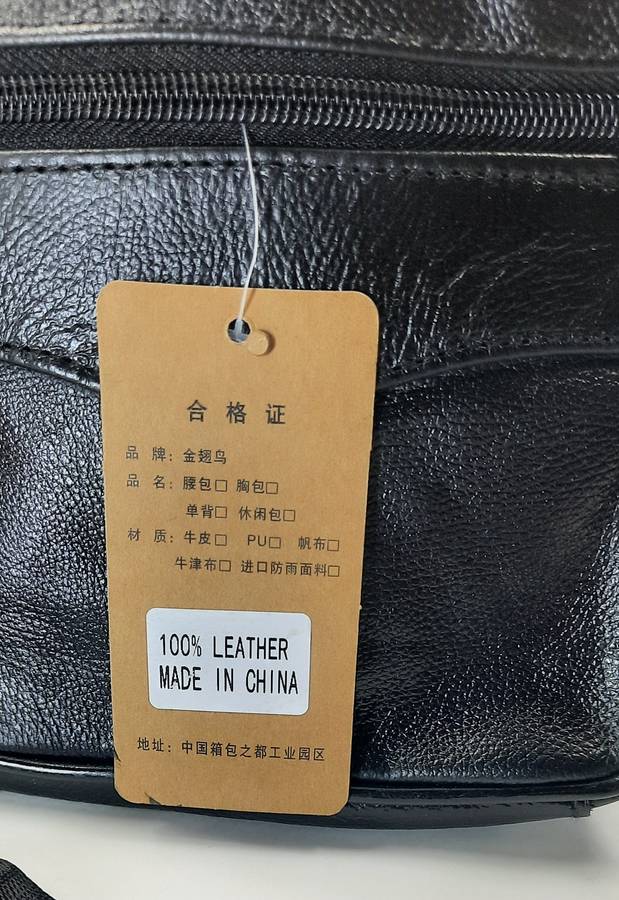 合格证
品 牌：金翅鸟
品 名：腰包□ 胸包□
单背□ 休闲包□
材 质：牛皮□ PU□ 帆布□
牛津布□ 进口防雨面料□
100% LEATHER
MADE IN CHINA
地址：中国箱包之都工业园区